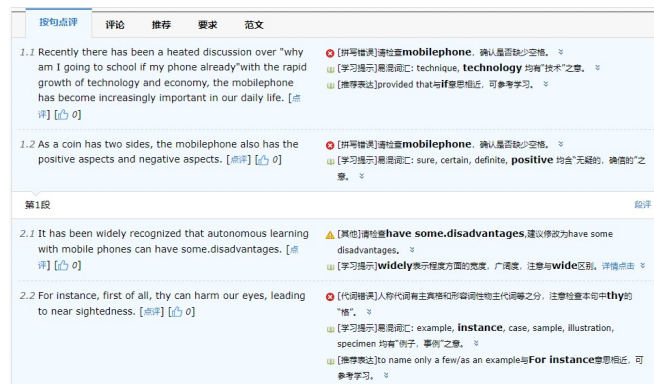 按句点评 评论 推荐 要求 范文
1.1 Recently there has been a heated discussion over "why
am I going to school if my phone already"with the rapid
growth of technology and economy, the mobilephone
has become increasingly important in our daily life. [点
评] [ 0]
[拼写错误]请检查mobilephone，确认是否缺少空格。
[学习提示]易混词汇: technique, technology 均有"技术"之意。
[推荐表达]provided that与if意思相近，可参考学习。
1.2 As a coin has two sides, the mobilephone also has the
positive aspects and negative aspects. [点评] [ 0]
[拼写错误]请检查mobilephone，确认是否缺少空格。
[学习提示]易混词汇: sure, certain, definite, positive 均含"无疑的，确信的"之
意。
第1段 段评
2.1 It has been widely recognized that autonomous learning
with mobile phones can have some.disadvantages. [点
评] [ 0]
[其他]请检查have some.disadvantages,建议修改为have some
disadvantages。
[学习提示]widely表示程度方面的宽度，广阔度，注意与wide区别。详情点击
2.2 For instance, first of all, thy can harm our eyes, leading
to near sightedness. [点评] [ 0]
[代词错误]人称代词有主宾格和形容词性物主代词等之分，注意检查本句中thy的
"格"。
[学习提示]易混词汇: example, instance, case, sample, illustration,
specimen 均有"例子，事例"之意。
[推荐表达]to name only a few/as an example与For instance意思相近，可
参考学习。